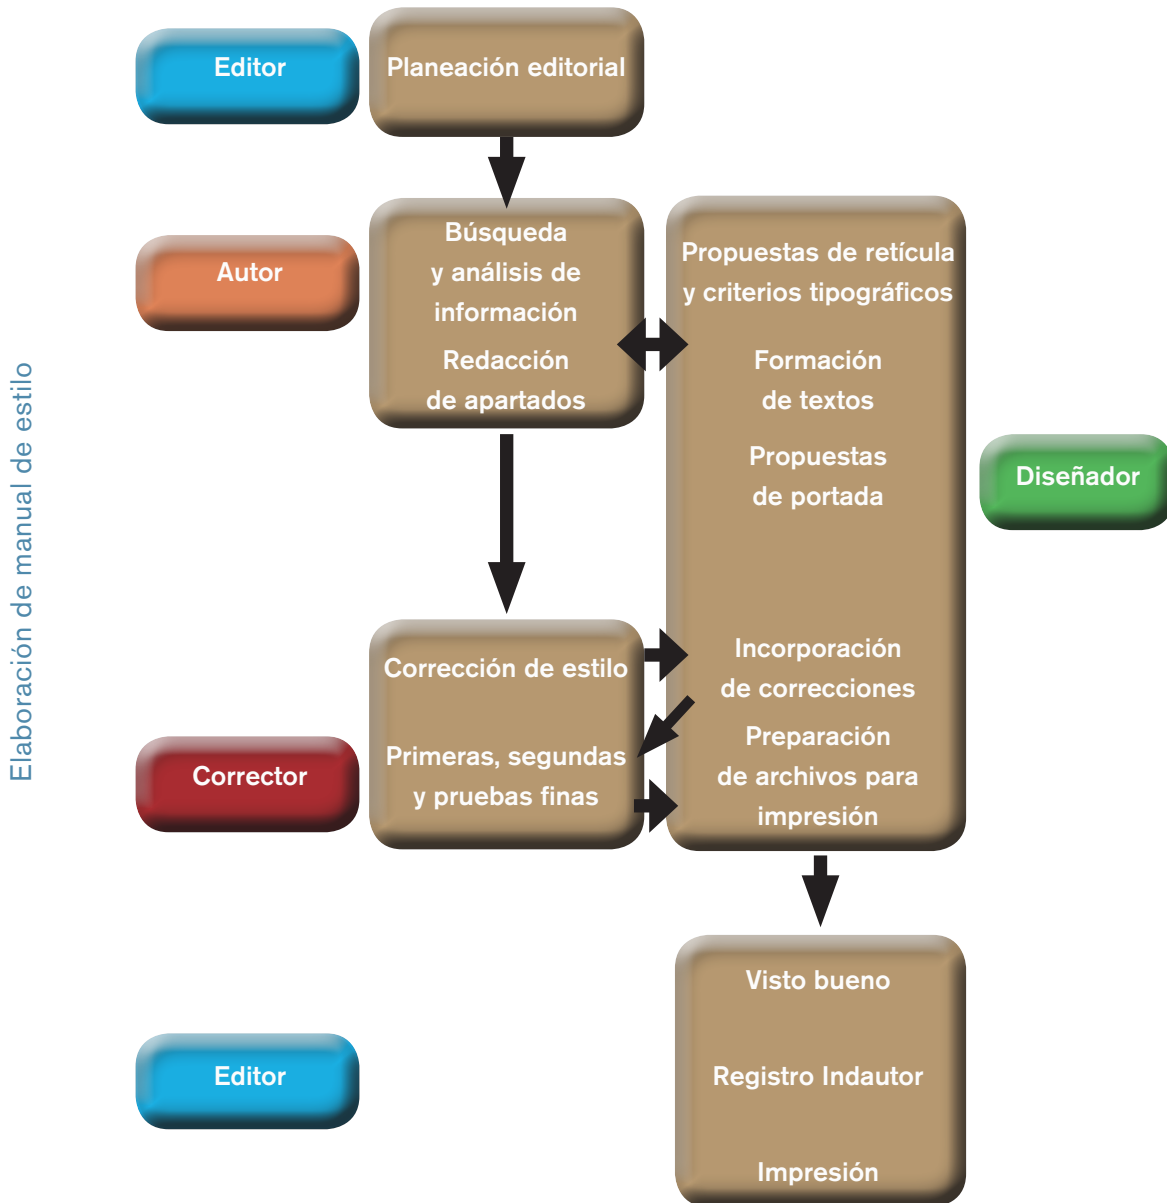 Elaboración de manual de estilo
Editor
Planeación editorial
Autor
Búsqueda
y análisis de
información
Redacción
de apartados
Propuestas de retícula
y criterios tipográficos
Formación
de textos
Propuestas
de portada
Diseñador
Corrector
Corrección de estilo
Primeras, segundas
y pruebas finas
Incorporación
de correcciones
Preparación
de archivos para
impresión
Editor
Visto bueno
Registro Indautor
Impresión